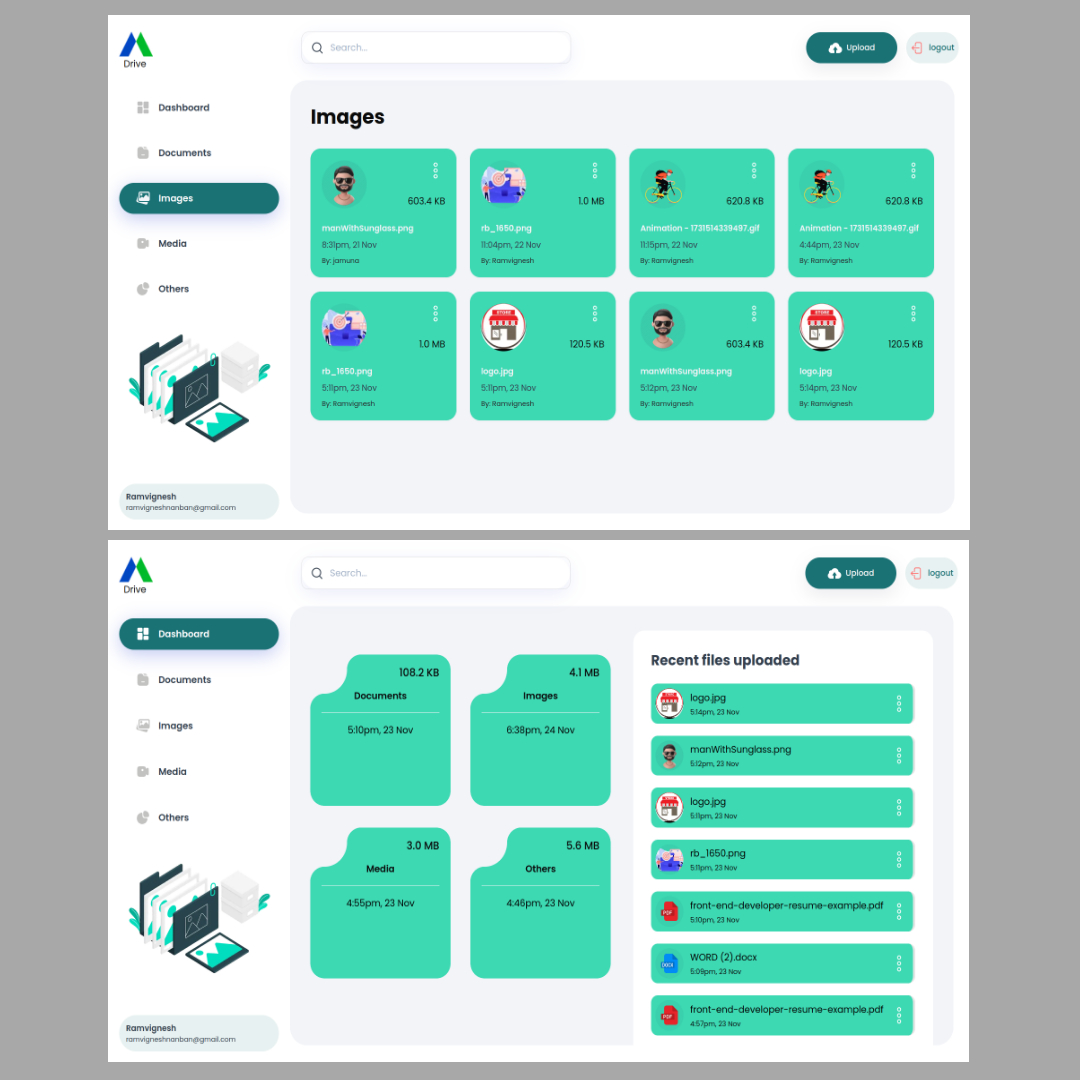 Drive
Search...
Upload
logout
Dashboard
Documents
Images
Media
Others
Ramvignesh
ramvigneshnanban@gmail.com
Images
603.4 KB
manWithSunglass.png
8:31pm, 21 Nov
By: jamuna
1.0 MB
rb_1650.png
11:04pm, 22 Nov
By: Ramvignesh
620.8 KB
Animation - 1731514339497.gif
11:15pm, 22 Nov
By: Ramvignesh
620.8 KB
Animation - 1731514339497.gif
4:44pm, 23 Nov
By: Ramvignesh
1.0 MB
rb_1650.png
5:11pm, 23 Nov
By: Ramvignesh
STORE
120.5 KB
logo.jpg
5:11pm, 23 Nov
By: Ramvignesh
603.4 KB
manWithSunglass.png
5:12pm, 23 Nov
By: Ramvignesh
STORE
120.5 KB
logo.jpg
5:14pm, 23 Nov
By: Ramvignesh
Drive
Search...
Upload
logout
Dashboard
Documents
Images
Media
Others
Ramvignesh
ramvigneshnanban@gmail.com
108.2 KB
Documents
5:10pm, 23 Nov
4.1 MB
Images
6:38pm, 24 Nov
3.0 MB
Media
4:55pm, 23 Nov
5.6 MB
Others
4:46pm, 23 Nov
Recent files uploaded
STORE
logo.jpg
5:14pm, 23 Nov
manWithSunglass.png
5:12pm, 23 Nov
STORE
logo.jpg
5:11pm, 23 Nov
rb_1650.png
5:11pm, 23 Nov
PDF
front-end-developer-resume-example.pdf
5:10pm, 23 Nov
DOCX
WORD (2).docx
5:09pm, 23 Nov
PDF
front-end-developer-resume-example.pdf
4:57pm, 23 Nov